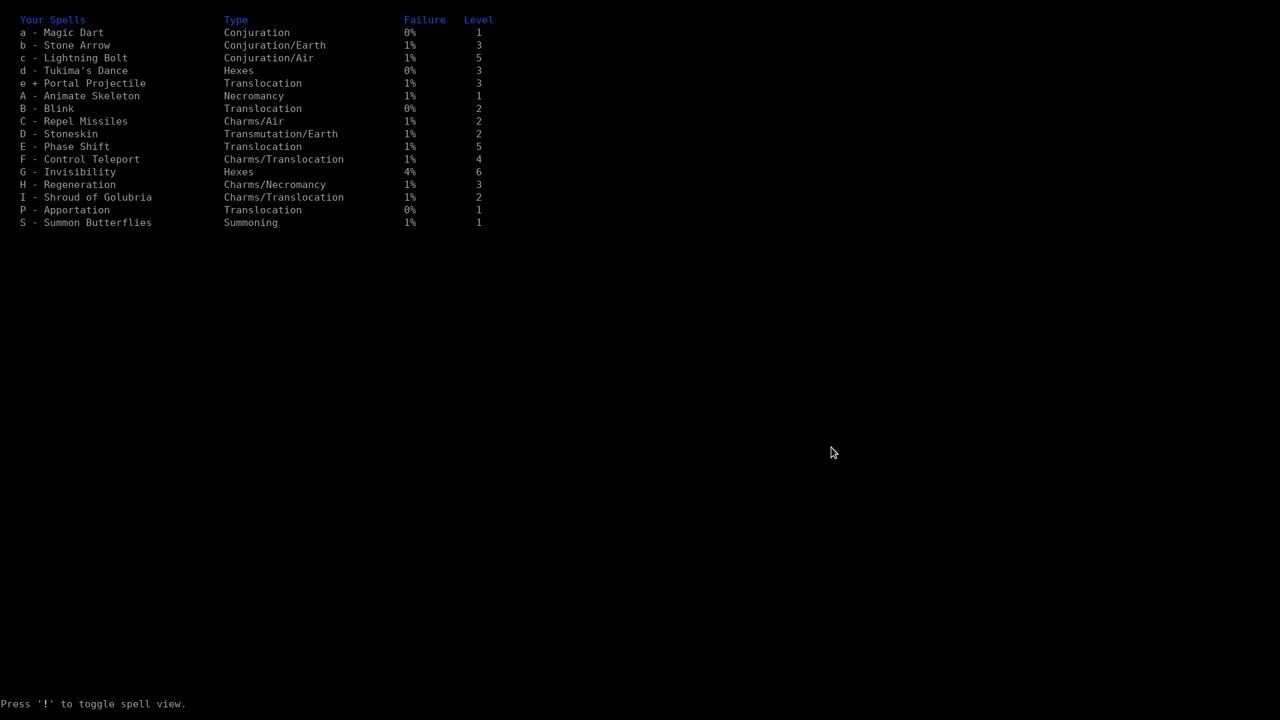 Your Spells Type Failure Level
a - Magic Dart Conjuration 0% 1
b - Stone Arrow Conjuration/Earth 1% 3
c - Lightning Bolt Conjuration/Air 1% 5
d - Tukima's Dance Hexes 0% 3
e + Portal Projectile Translocation 1% 3
A - Animate Skeleton Necromancy 1% 1
B - Blink Translocation 0% 2
C - Repel Missiles Charms/Air 1% 2
D - Stoneskin Transmutation/Earth 1% 2
E - Phase Shift Translocation 1% 5
F - Control Teleport Charms/Translocation 1% 4
G - Invisibility Hexes 4% 6
H - Regeneration Charms/Necromancy 1% 3
I - Shroud of Golubria Charms/Translocation 1% 2
P - Apportation Translocation 0% 1
S - Summon Butterflies Summoning 1% 1
Press '!' to toggle spell view.